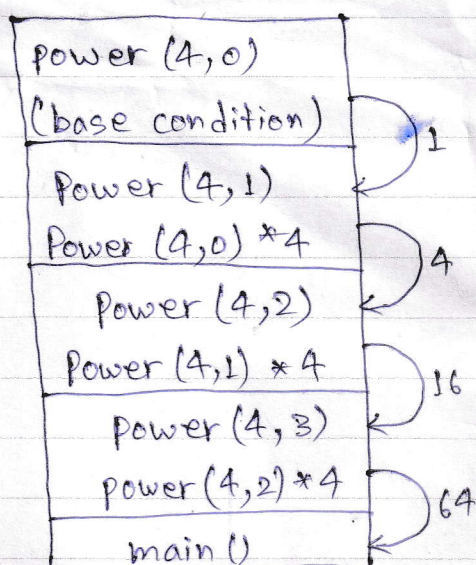 power (4,0)
(base condition)
1
Power (4,1)
Power (4,0) *4
4
Power (4,2)
Power (4,1) * 4
16
power (4,3)
power (4,2) *4
64
main ()